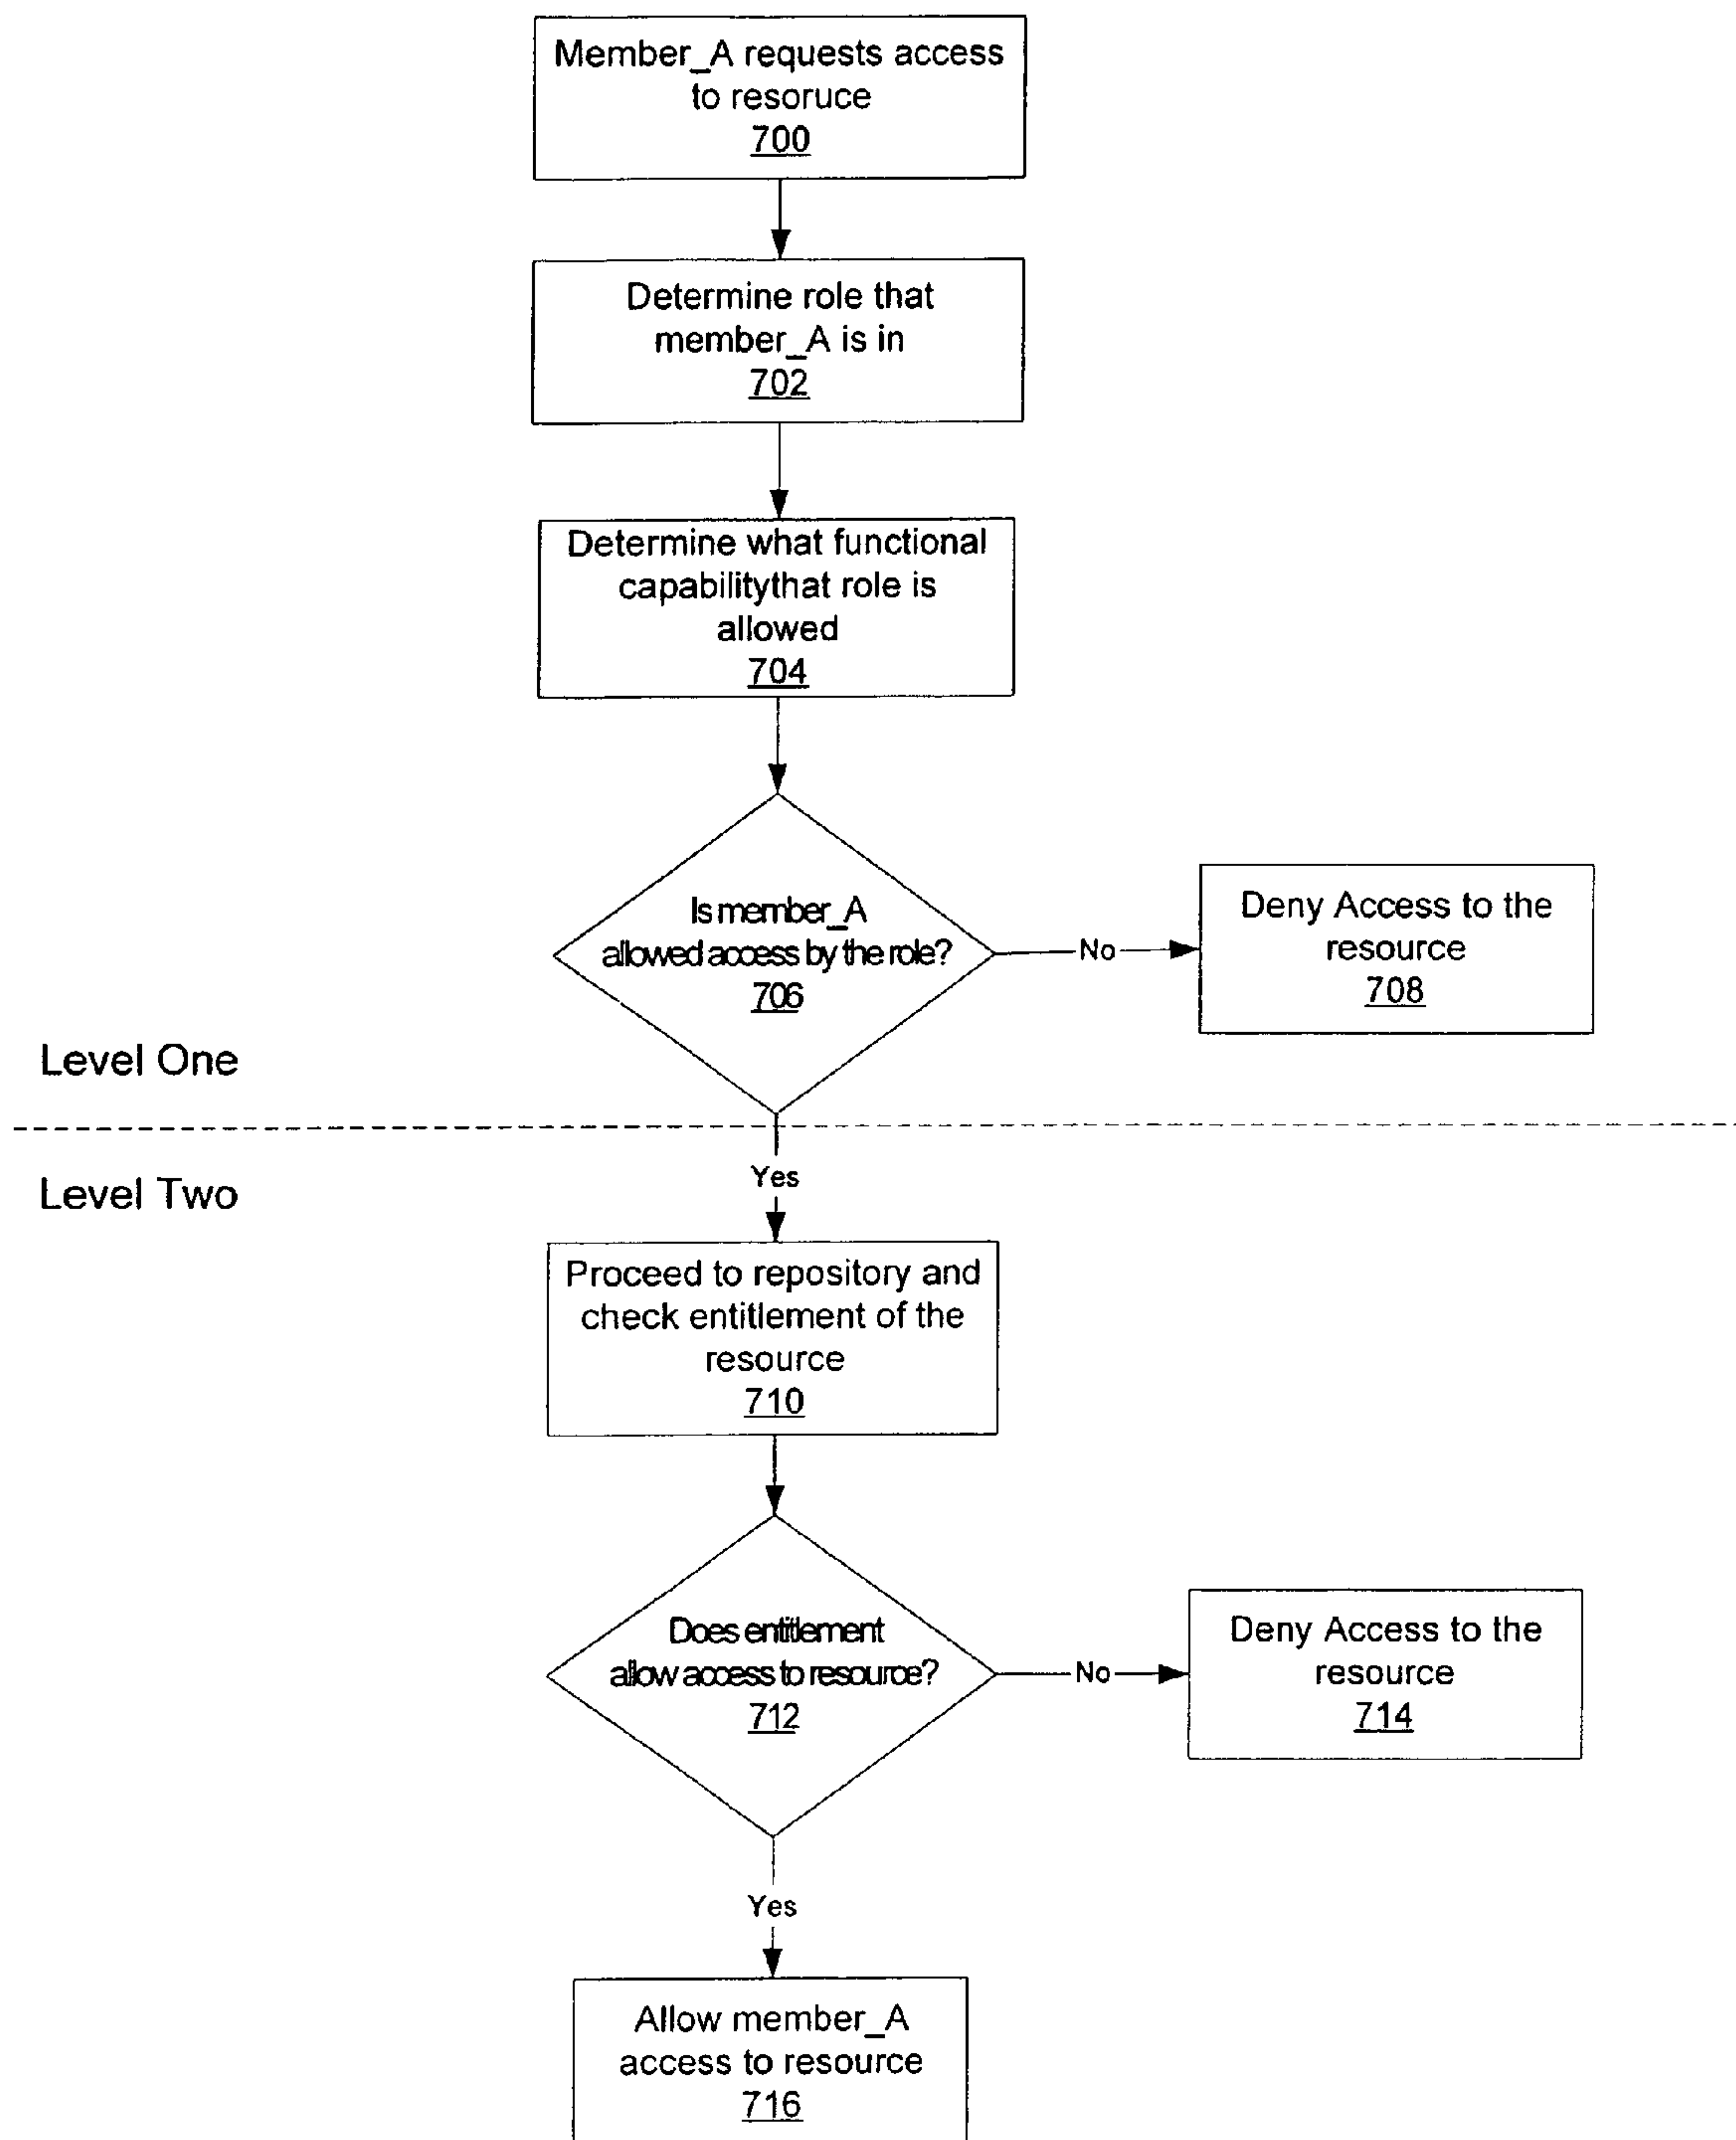 Member_A requests access
to resoruce
700
Determine role that
member_A is in
702
Determine what functional
capabilitythat role is
allowed
704
Is member_A
allowed access by the role?
706
No
Deny Access to the
resource
708
Level One
Yes
Level Two
Proceed to repository and
check entitlement of the
resource
710
Does entitlement
allow access to resource?
712
No
Deny Access to the
resource
714
Yes
Allow member_A
access to resource
716